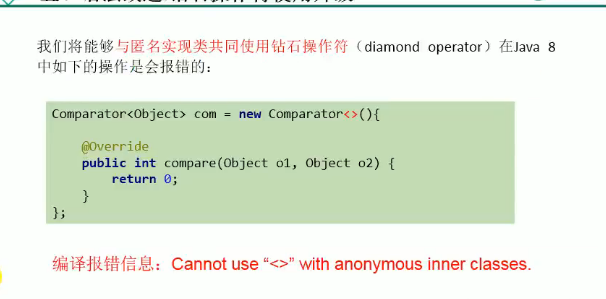 我们将能够与匿名实现类共同使用钻石操作符（diamond operator）在Java 8
中如下的操作是会报错的：
Comparator<Object> com = new Comparator<>(){
@Override
public int compare(Object o1, Object o2) {
return 0;
}
};
编译报错信息：Cannot use “<>” with anonymous inner classes.